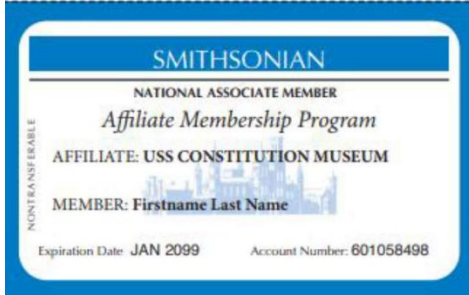 SMITHSONIAN
NATIONAL ASSOCIATE MEMBER
Affiliate Membership Program
NONTRANSFERABLE
AFFILIATE: USS CONSTITUTION MUSEUM
MEMBER: Firstname Last Name
Expiration Date JAN 2099 Account Number: 601058498